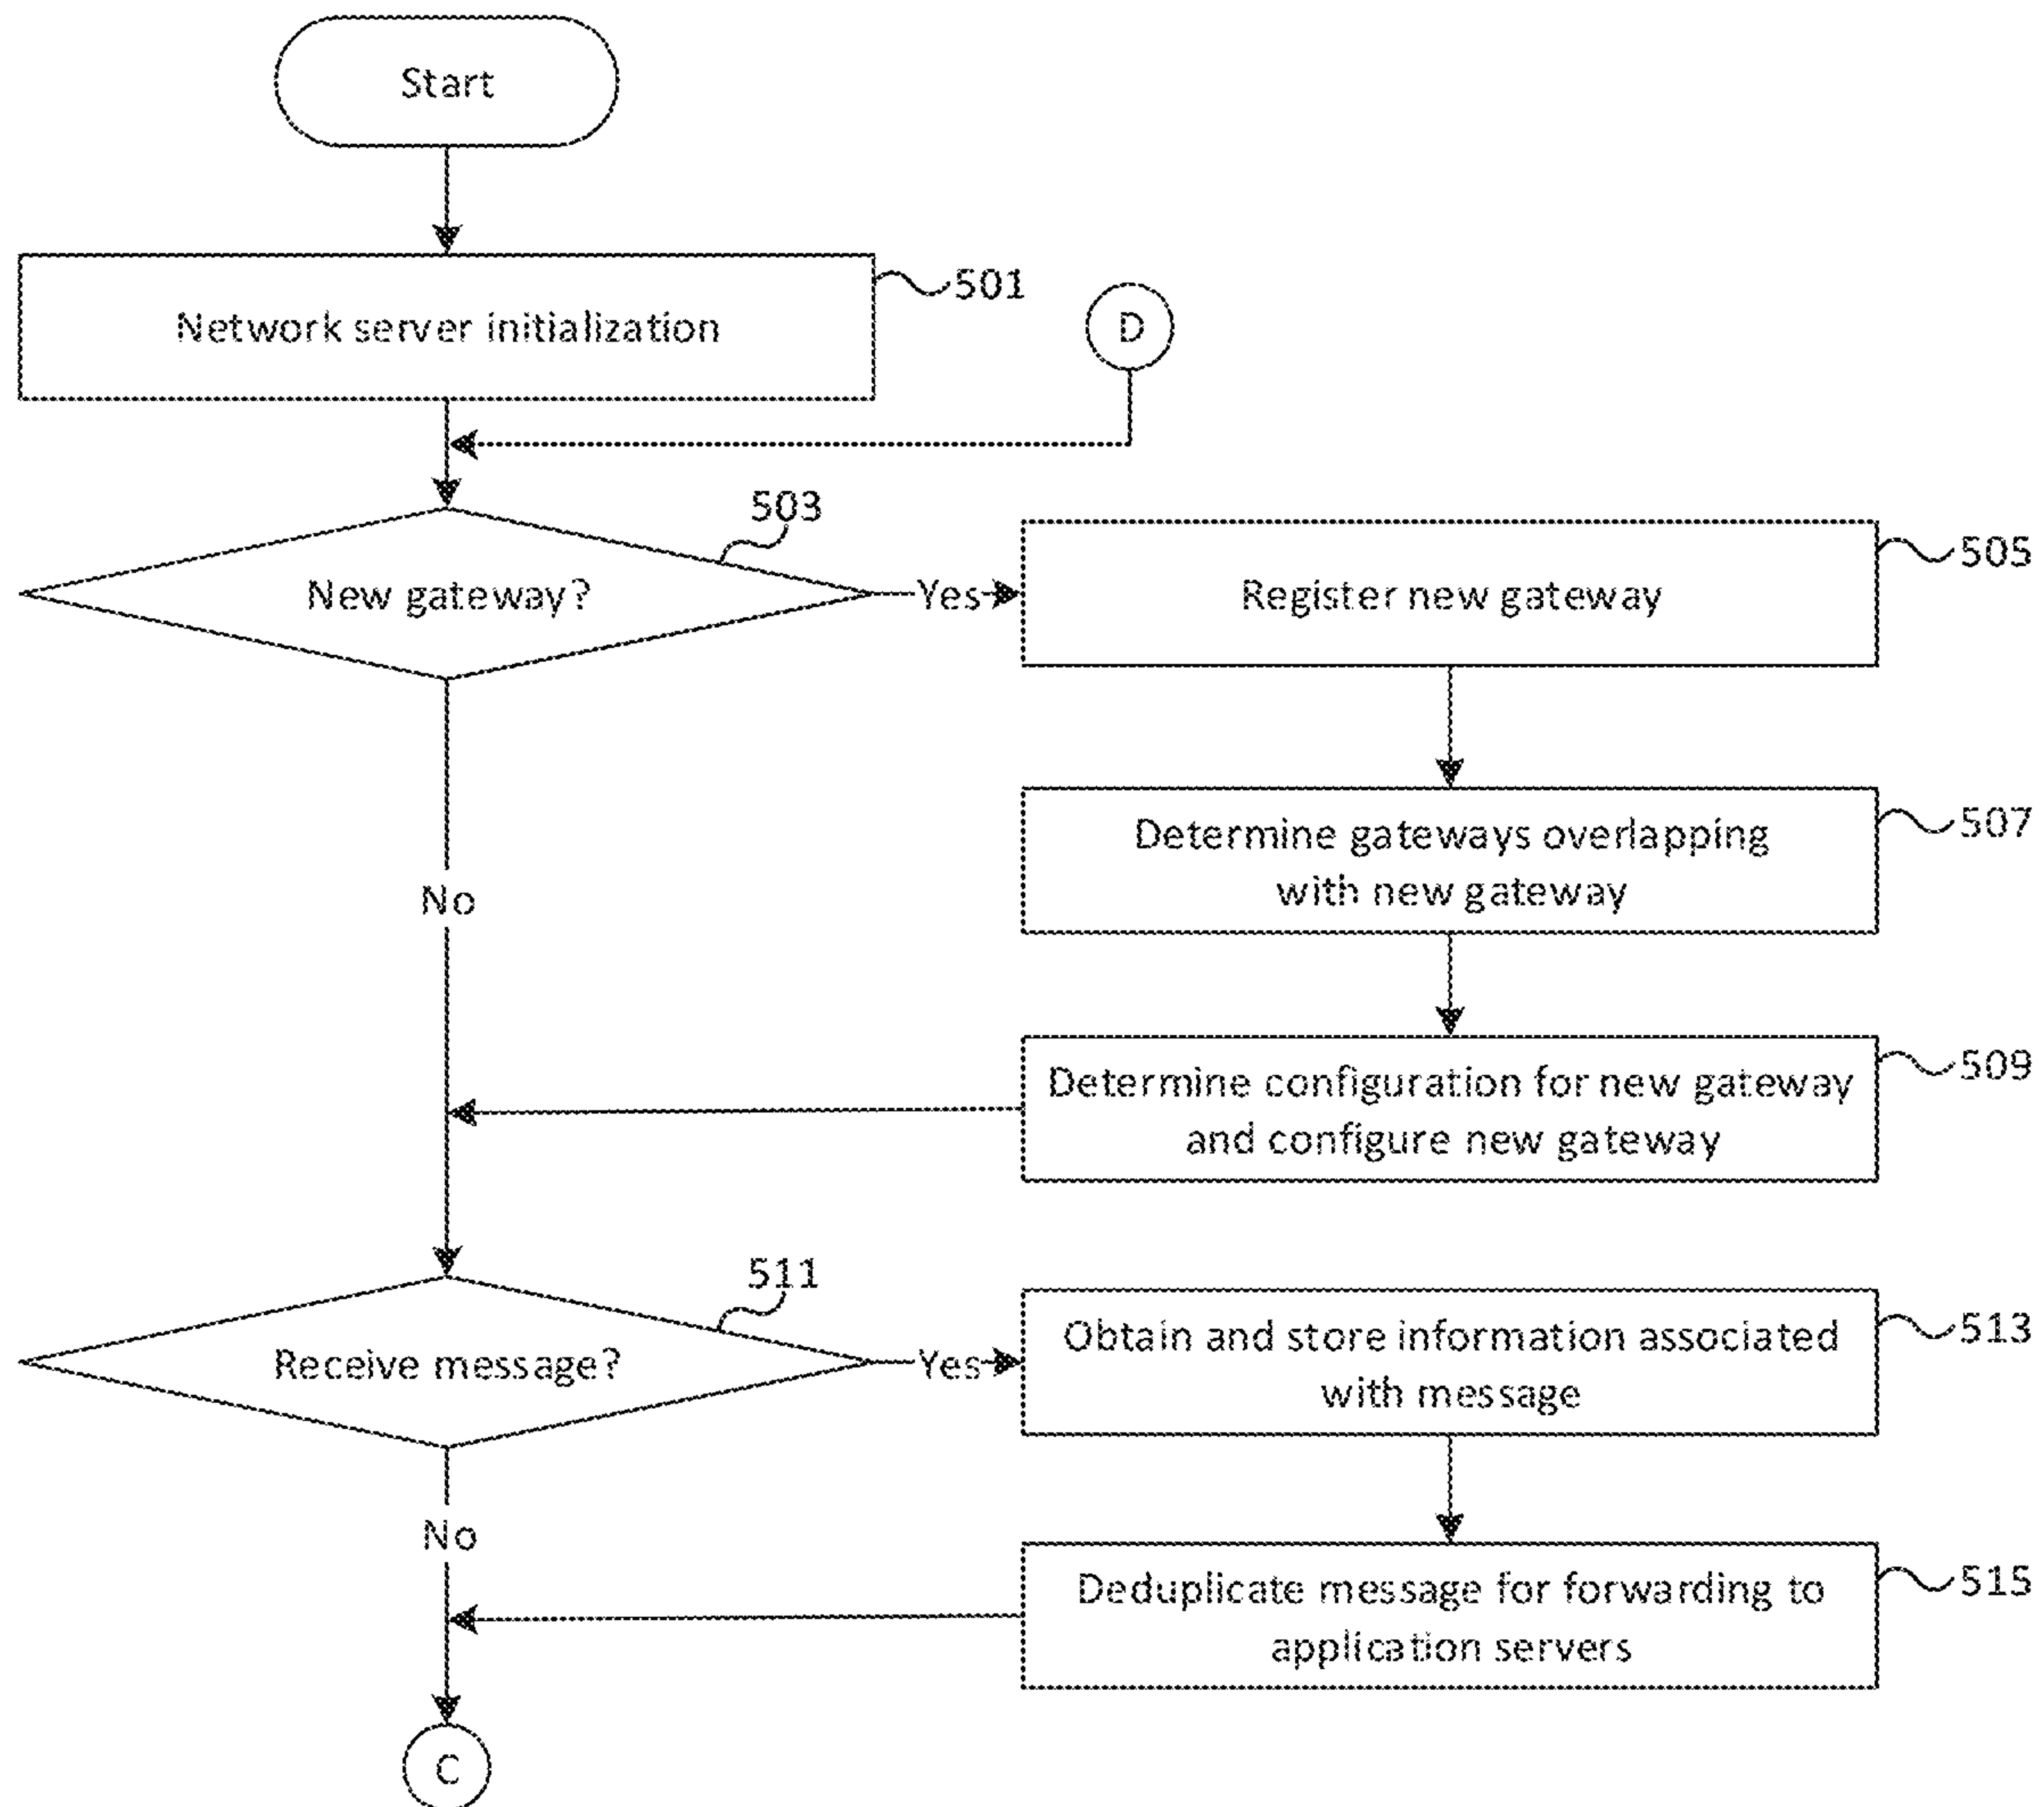 Start
Network server initialization
501
D
503
New gateway?
Yes
Register new gateway
505
Determine gateways overlapping
with new gateway
507
No
Determine configuration for new gateway
and configure new gateway
509
511
Receive message?
Yes
Obtain and store information associated
with message
513
No
Deduplicate message for forwarding to
application servers
515
C